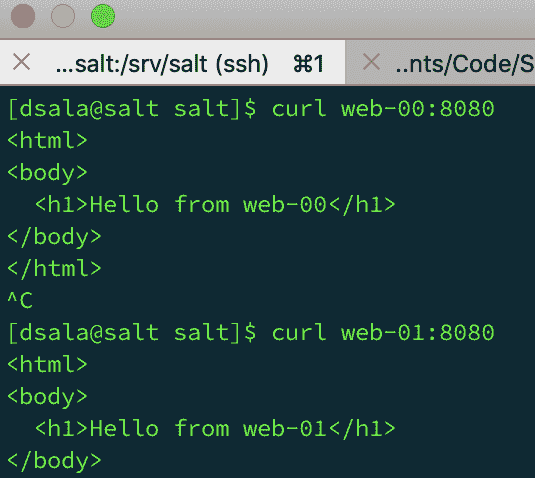 ...salt:/srv/salt (ssh) ⌘1 ..nts/Code/S
[dsala@salt salt]$ curl web-00:8080
<html>
<body>
  <h1>Hello from web-00</h1>
</body>
</html>
^C
[dsala@salt salt]$ curl web-01:8080
<html>
<body>
  <h1>Hello from web-01</h1>
</body>